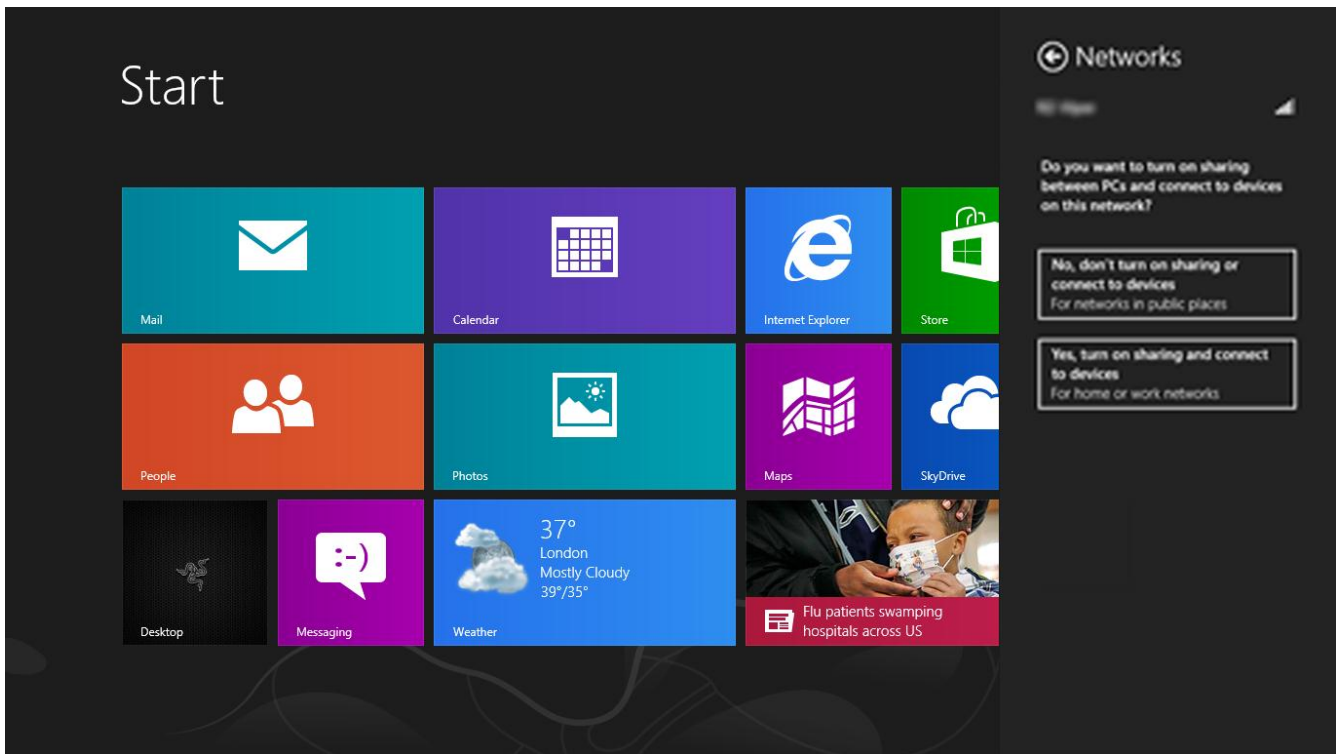 Start
Networks
Do you want to turn on sharing
between PCs and connect to devices
on this network?
No, don't turn on sharing or
connect to devices
For networks in public places
Yes, turn on sharing and connect
to devices
For home or work networks
Mail
Calendar
Internet Explorer
Store
People
Photos
Maps
SkyDrive
Desktop
:-)
Messaging
37°
London
Mostly Cloudy
39°/35°
Weather
Flu patients swamping
hospitals across US